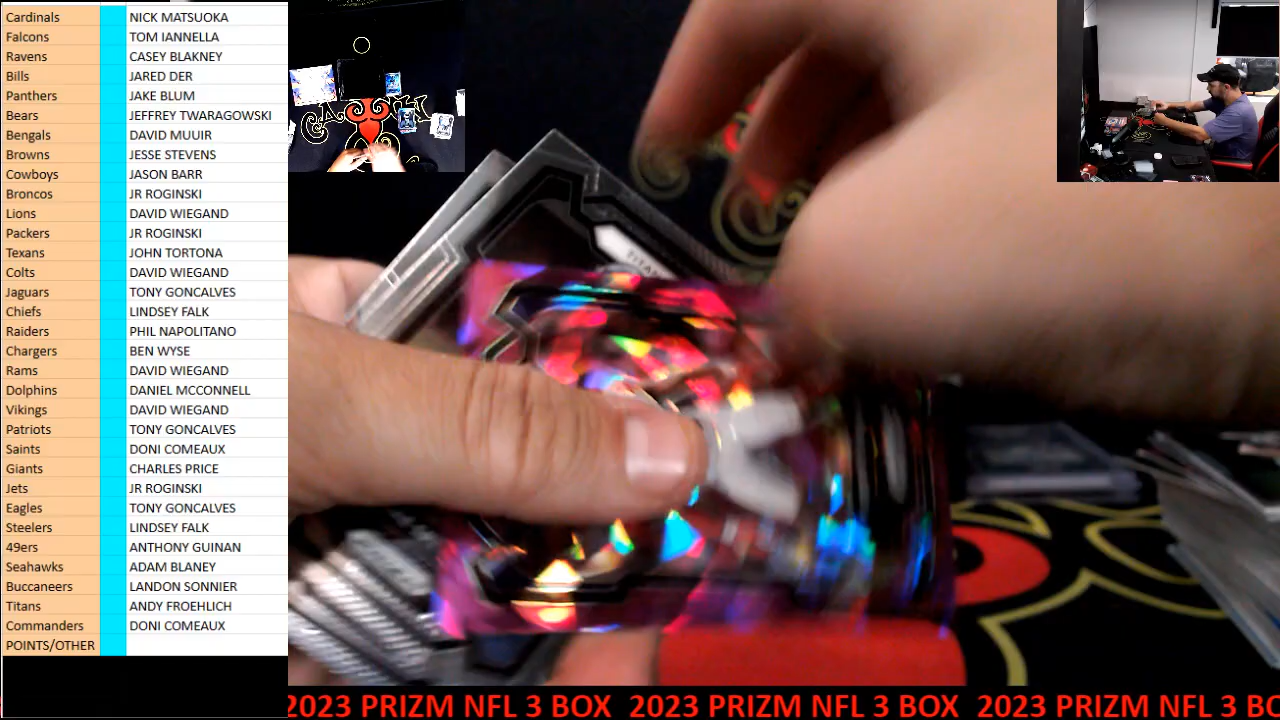 Cardinals NICK MATSUOKA
Falcons TOM IANNELLA
Ravens CASEY BLAKNEY
Bills JARED DER
Panthers JAKE BLUM
Bears JEFFREY TWARAGOWSKI
Bengals DAVID MUUIR
Browns JESSE STEVENS
Cowboys JASON BARR
Broncos JR ROGINSKI
Lions DAVID WIEGAND
Packers JR ROGINSKI
Texans JOHN TORTONA
Colts DAVID WIEGAND
Jaguars TONY GONCALVES
Chiefs LINDSEY FALK
Raiders PHIL NAPOLITANO
Chargers BEN WYSE
Rams DAVID WIEGAND
Dolphins DANIEL MCCONNELL
Vikings DAVID WIEGAND
Patriots TONY GONCALVES
Saints DONI COMEAUX
Giants CHARLES PRICE
Jets JR ROGINSKI
Eagles TONY GONCALVES
Steelers LINDSEY FALK
49ers ANTHONY GUINAN
Seahawks ADAM BLANEY
Buccaneers LANDON SONNIER
Titans ANDY FROEHLICH
Commanders DONI COMEAUX
POINTS/OTHER
2023 PRIZM NFL 3 BOX 2023 PRIZM NFL 3 BOX 2023 PRIZM NFL 3 BO